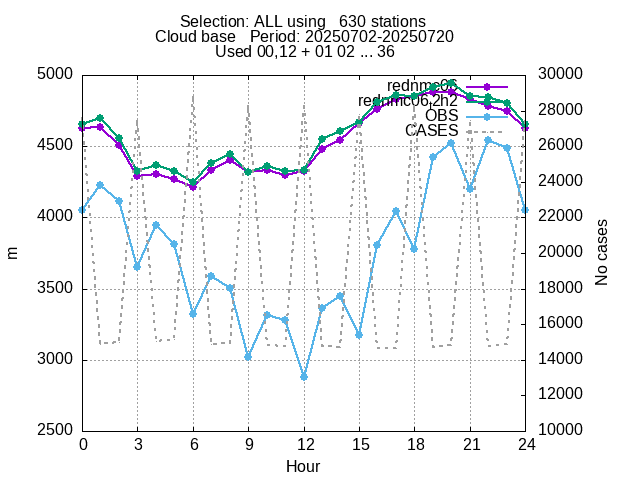 Selection: ALL using   630 stations
Cloud base   Period: 20250702-20250720
Used 00,12 + 01 02 ... 36
5000
4500
4000
3500
3000
2500
m
30000
28000
26000
24000
22000
20000
18000
16000
14000
12000
10000
No cases
rednmc06
rednmc06.2h2
OBS
CASES
0 3 6 9 12 15 18 21 24
Hour